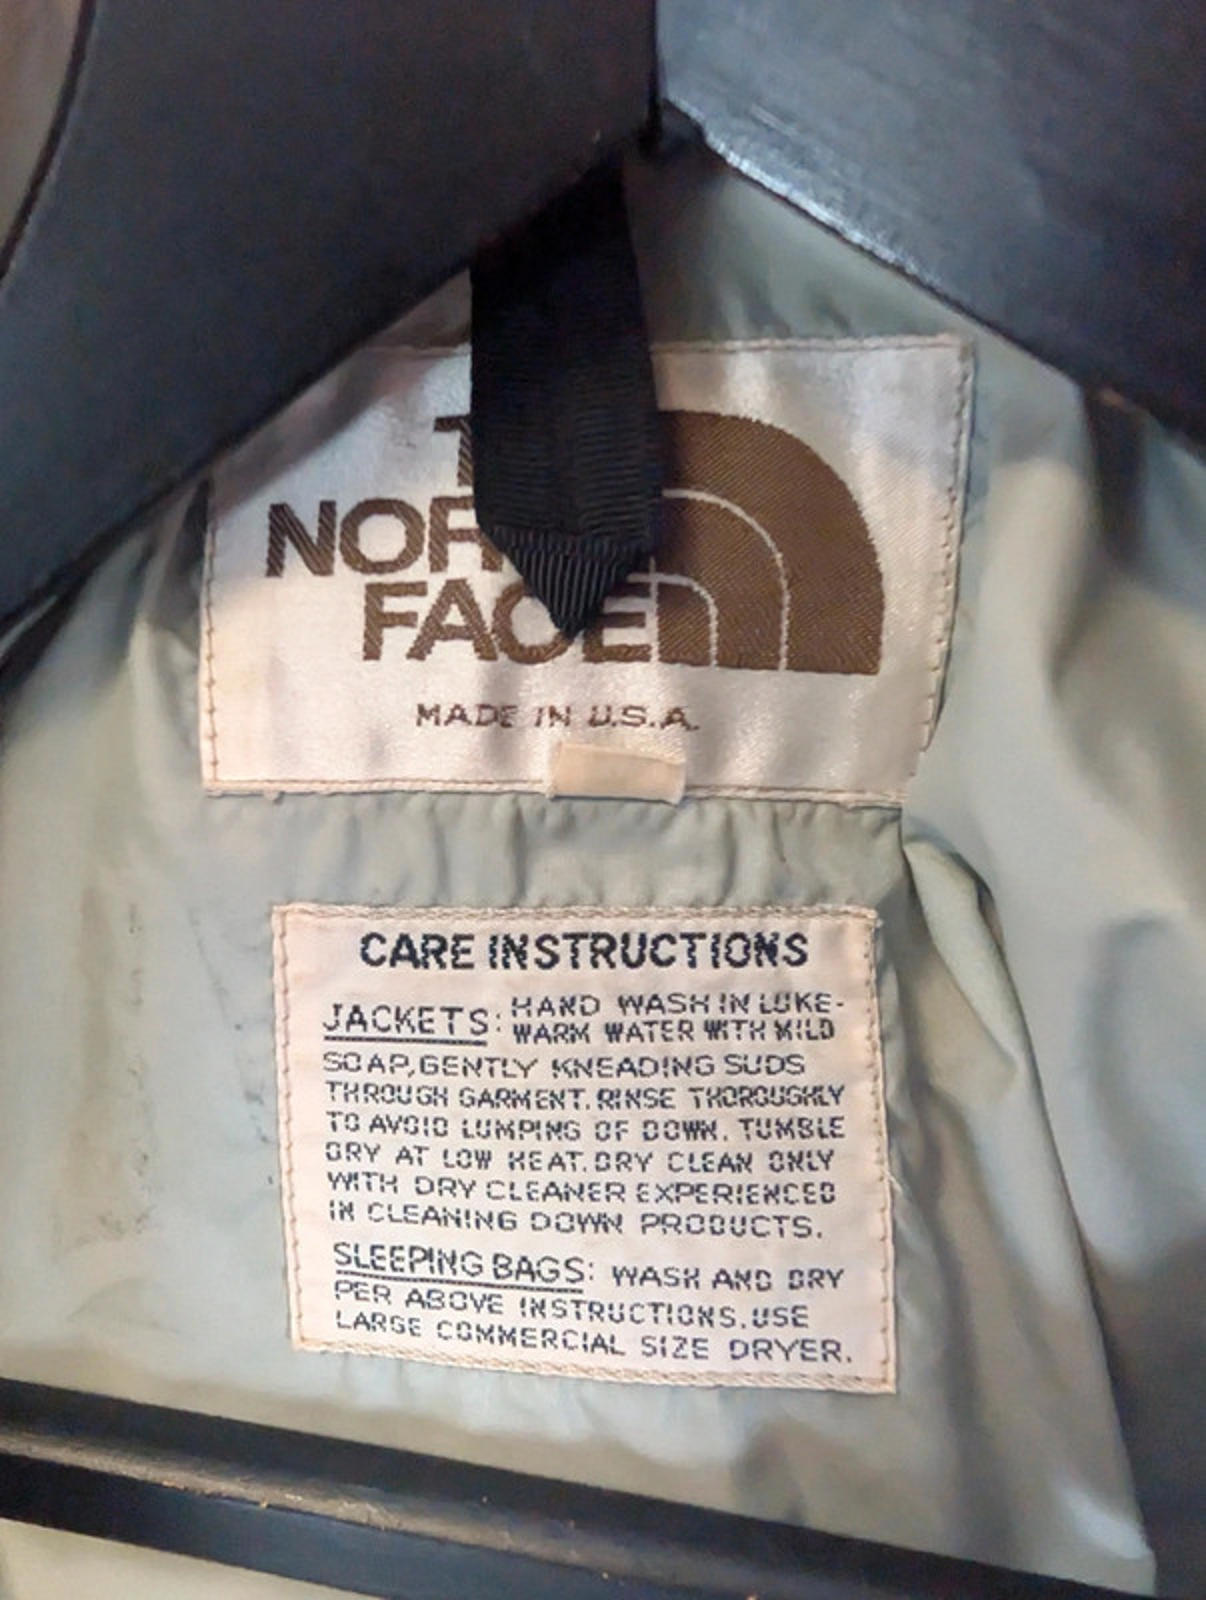 T
NOR
FACE
MADE IN U.S.A.
CARE INSTRUCTIONS
JACKETS: HAND WASH IN LUKE-
WARM WATER WITH MILD
SOAP, GENTLY KNEADING SUDS
THROUGH GARMENT. RINSE THOROUGHLY
TO AVOID LUMPING OF DOWN. TUMBLE
DRY AT LOW HEAT. DRY CLEAN ONLY
WITH DRY CLEANER EXPERIENCED
IN CLEANING DOWN PRODUCTS.
SLEEPING BAGS: WASH AND DRY
PER ABOVE INSTRUCTIONS. USE
LARGE COMMERCIAL SIZE DRYER.